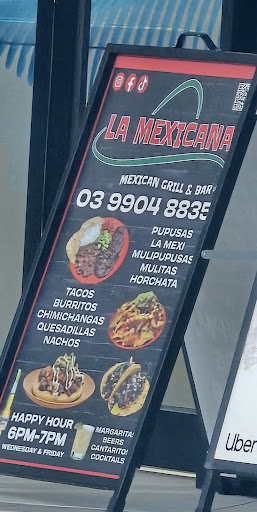 LA MEXICANA
MEXICAN GRILL & BAR
03 9904 8835
PUPUSAS
LA MEXI
MULIPUPUSAS
MULITAS
HORCHATA
TACOS
BURRITOS
CHIMICHANGAS
QUESADILLAS
NACHOS
HAPPY HOUR
6PM-7PM
WEDNESDAY & FRIDAY
MARGARITAS
BEERS
CANTARITOS
COCKTAILS
Uber